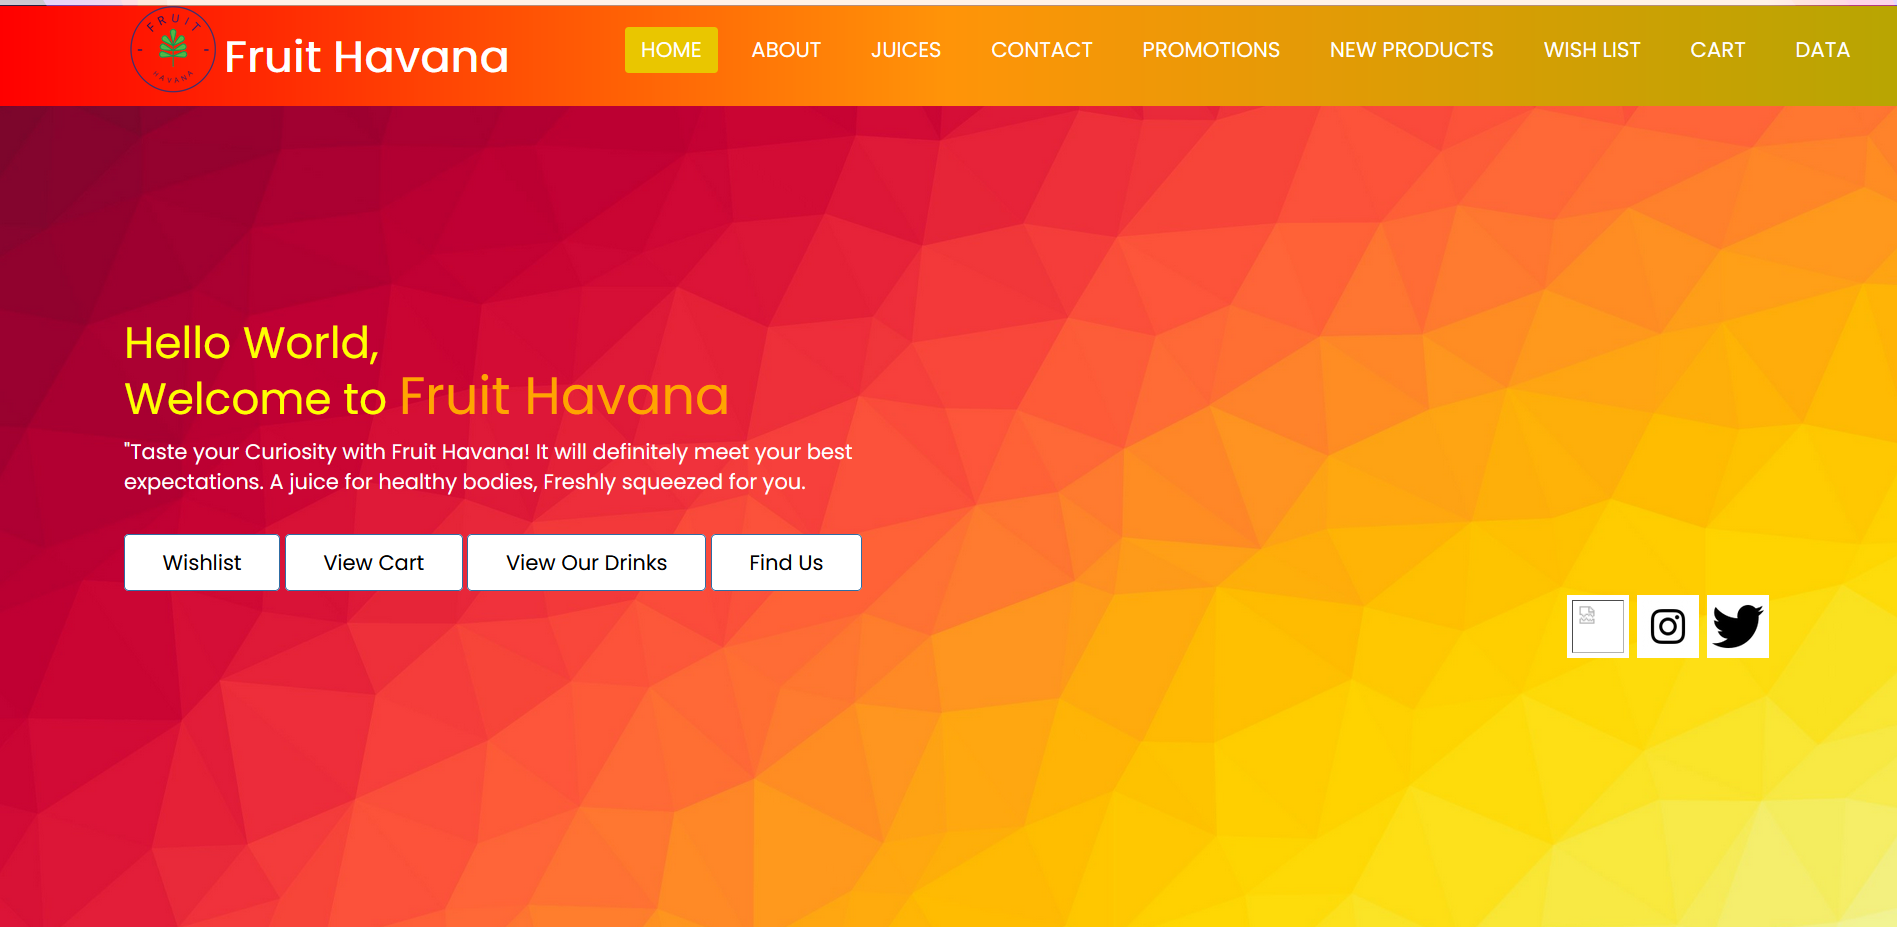 FRUIT
HAVANA
Fruit Havana
HOME ABOUT JUICES CONTACT PROMOTIONS NEW PRODUCTS WISH LIST CART DATA
Hello World,
Welcome to Fruit Havana
"Taste your Curiosity with Fruit Havana! It will definitely meet your best
expectations. A juice for healthy bodies, Freshly squeezed for you.
Wishlist View Cart View Our Drinks Find Us